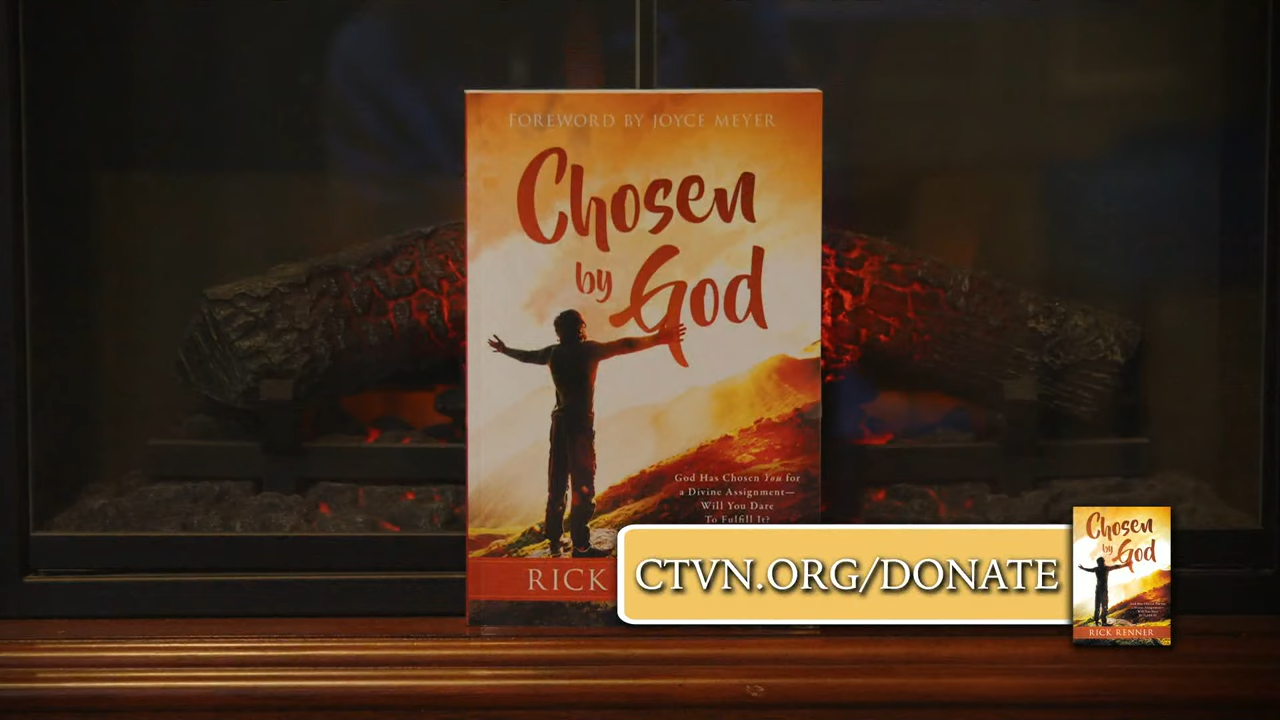 FOREWORD BY JOYCE MEYER
Chosen
by God
God Has Chosen You for
a Divine Assignment—
Will You Dare
To Fulfill It?
RICK
CTVN.ORG/DONATE
Chosen
by God
RICK RENNER